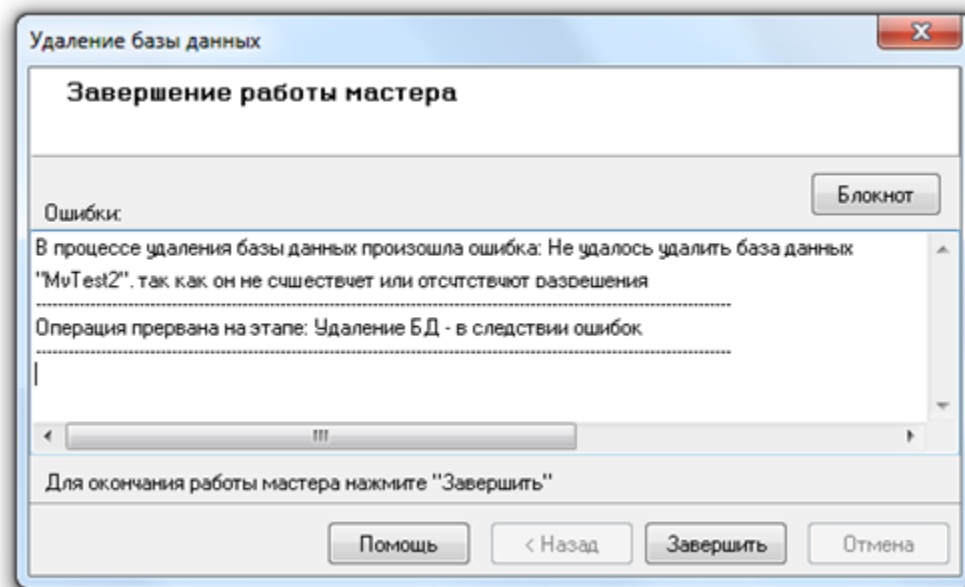 Удаление базы данных
Завершение работы мастера
Блокнот
Ошибки:
В процессе удаления базы данных произошла ошибка: Не удалось удалить база данных
"MyTest2", так как он не существует или отсутствуют разрешения
Операция прервана на этапе: Удаление БД - в следствии ошибок
Для окончания работы мастера нажмите "Завершить"
Помощь
< Назад
Завершить
Отмена